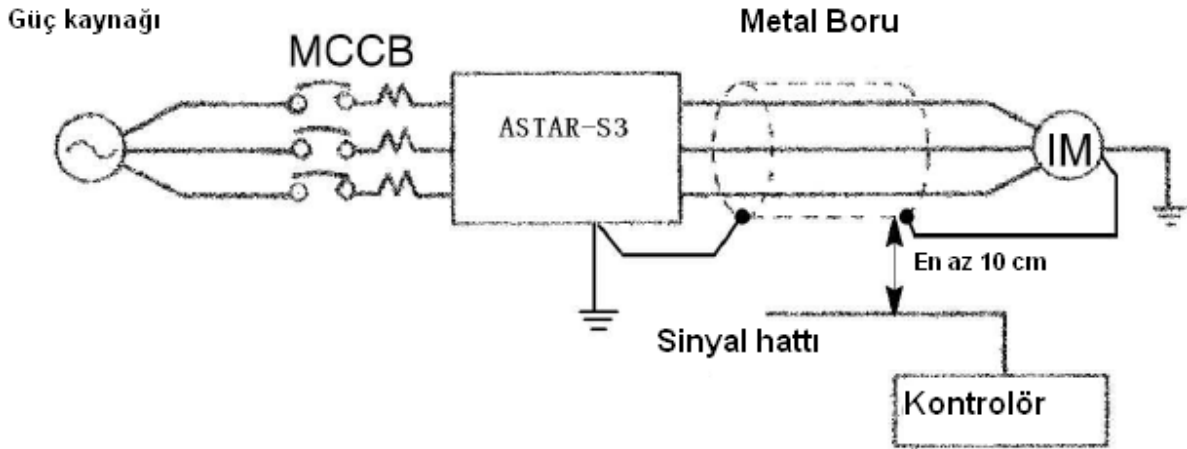 Güç kaynağı
Metal Boru
MCCB
ASTAR-S3
IM
En az 10 cm
Sinyal hattı
Kontrolör